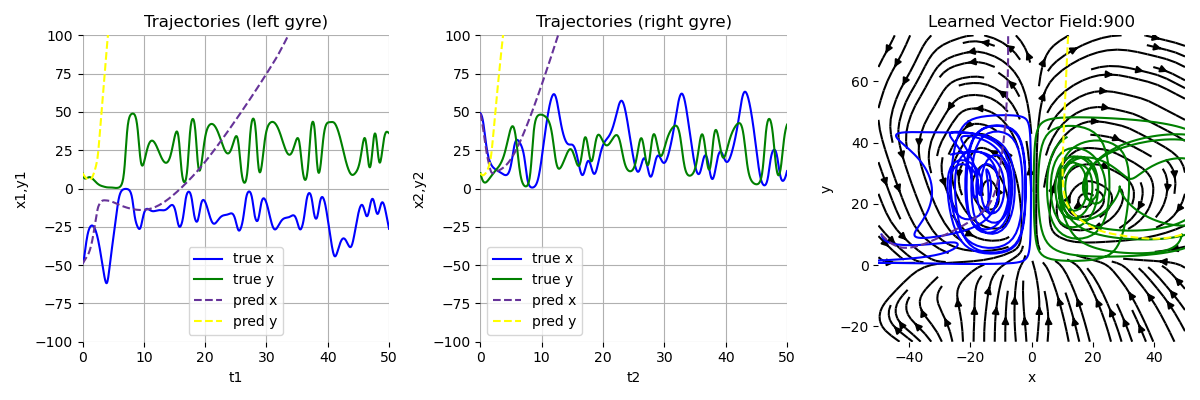 Trajectories (left gyre)
100
75
50
25
0
−25
−50
−75
−100
x1,y1
0 10 20 30 40 50
t1
true x
true y
pred x
pred y
Trajectories (right gyre)
100
75
50
25
0
−25
−50
−75
−100
x2,y2
0 10 20 30 40 50
t2
true x
true y
pred x
pred y
Learned Vector Field:900
60
40
20
0
−20
y
−40 −20 0 20 40
x